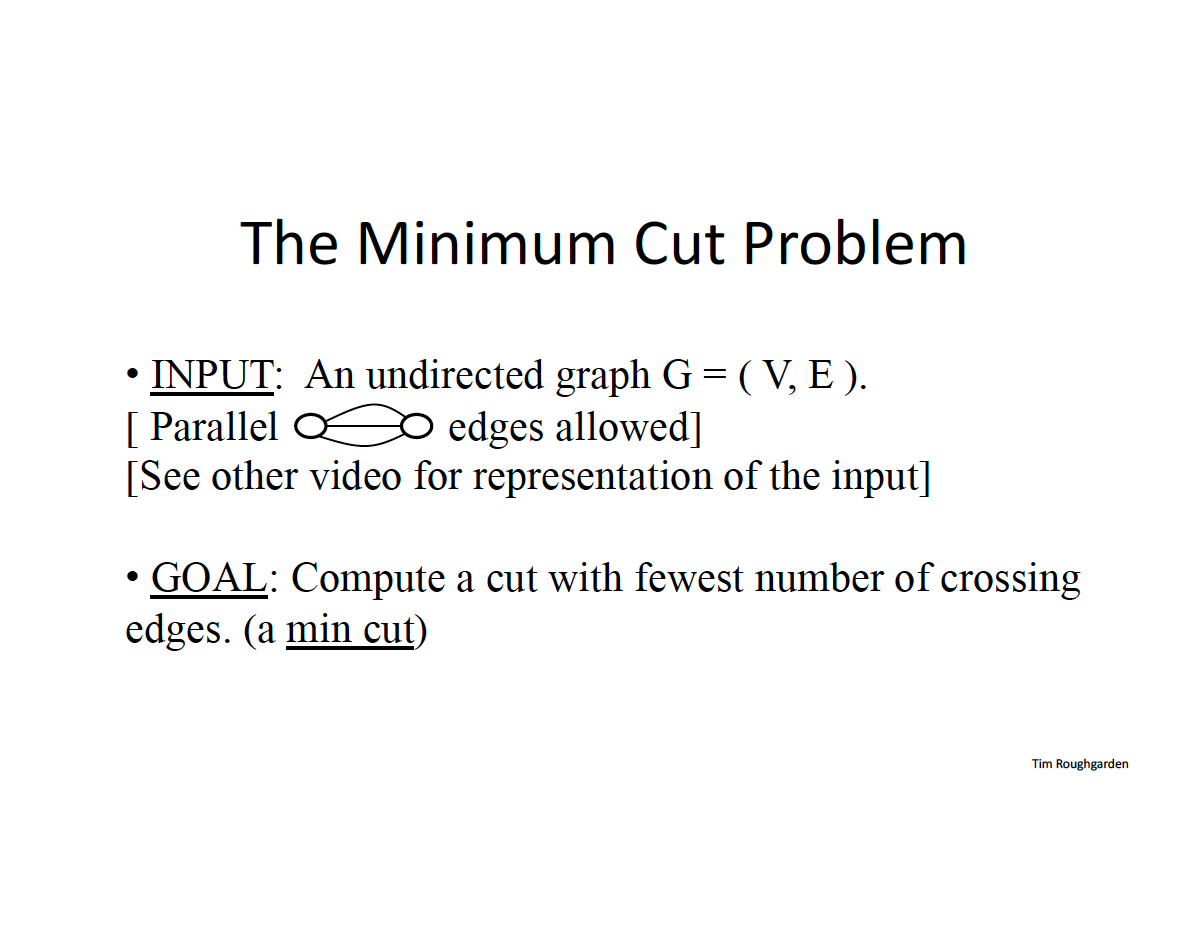 The Minimum Cut Problem
• INPUT: An undirected graph G = ( V, E ).
[ Parallel edges allowed]
[See other video for representation of the input]
• GOAL: Compute a cut with fewest number of crossing
edges. (a min cut)
Tim Roughgarden